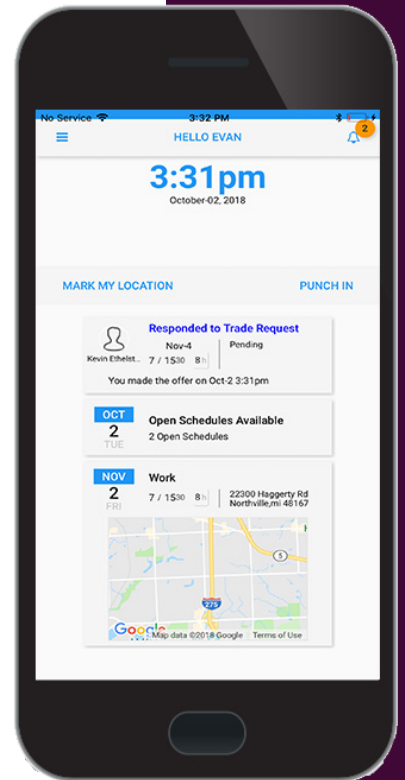 No Service 3:32 PM
HELLO EVAN
2
3:31pm
October-02, 2018
MARK MY LOCATION PUNCH IN
Responded to Trade Request
Nov-4 Pending
Kevin Ethelst... 7 / 1530 8 h
You made the offer on Oct-2 3:31pm
OCT
2
TUE
Open Schedules Available
2 Open Schedules
NOV
2
FRI
Work
7 / 1530 8 h
22300 Haggerty Rd
Northville,mi 48167
5
275
Google Map data ©2018 Google Terms of Use